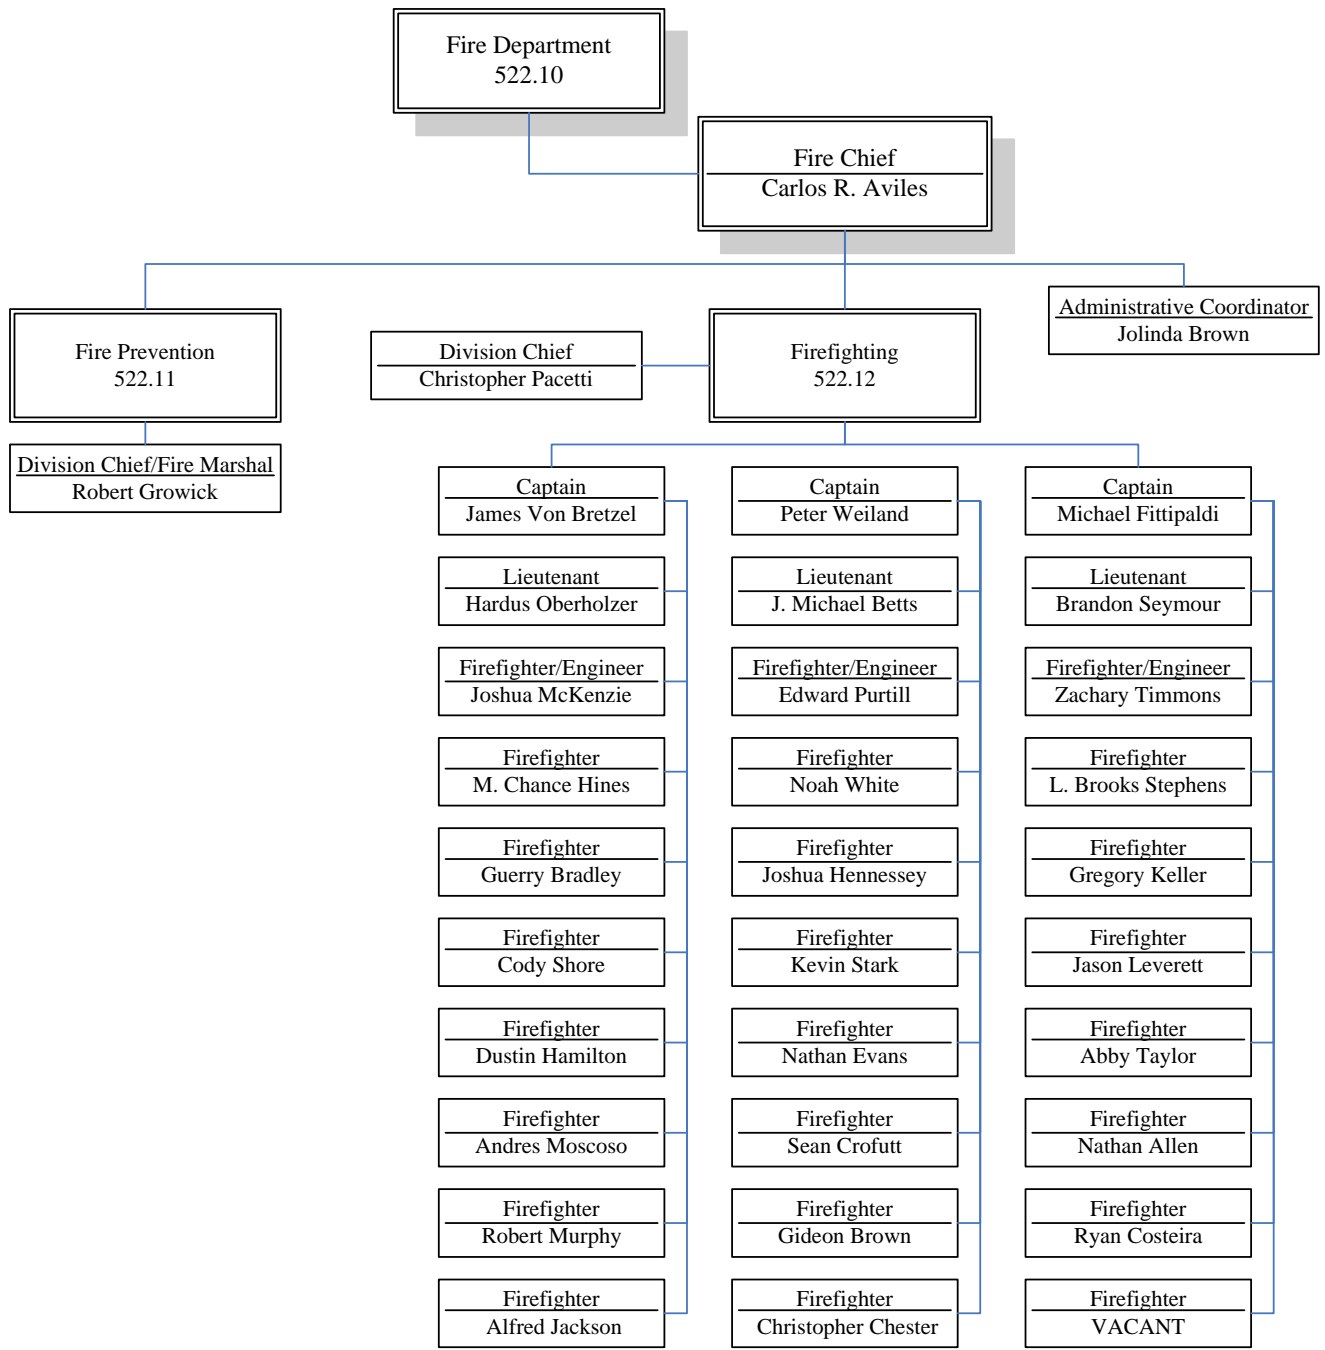 Fire Department
522.10
Fire Chief
Carlos R. Aviles
Administrative Coordinator
Jolinda Brown
Fire Prevention
522.11
Division Chief
Christopher Pacetti
Firefighting
522.12
Division Chief/Fire Marshal
Robert Growick
Captain
James Von Bretzel
Lieutenant
Hardus Oberholzer
Firefighter/Engineer
Joshua McKenzie
Firefighter
M. Chance Hines
Firefighter
Guerry Bradley
Firefighter
Cody Shore
Firefighter
Dustin Hamilton
Firefighter
Andres Moscoso
Firefighter
Robert Murphy
Firefighter
Alfred Jackson
Captain
Peter Weiland
Lieutenant
J. Michael Betts
Firefighter/Engineer
Edward Purtill
Firefighter
Noah White
Firefighter
Joshua Hennessey
Firefighter
Kevin Stark
Firefighter
Nathan Evans
Firefighter
Sean Crofutt
Firefighter
Gideon Brown
Firefighter
Christopher Chester
Captain
Michael Fittipaldi
Lieutenant
Brandon Seymour
Firefighter/Engineer
Zachary Timmons
Firefighter
L. Brooks Stephens
Firefighter
Gregory Keller
Firefighter
Jason Leverett
Firefighter
Abby Taylor
Firefighter
Nathan Allen
Firefighter
Ryan Costeira
Firefighter
VACANT